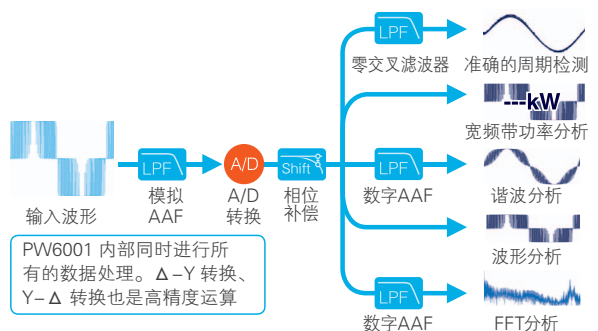 LPF
零交叉滤波器
准确的周期检测
---kW
宽频带功率分析
输入波形
LPF
模拟
AAF
A/D
A/D
转换
Shift
相位
补偿
LPF
数字AAF
谐波分析
波形分析
LPF
数字AAF
FFT分析
PW6001 内部同时进行所
有的数据处理。Δ–Y 转换、
Y–Δ 转换也是高精度运算